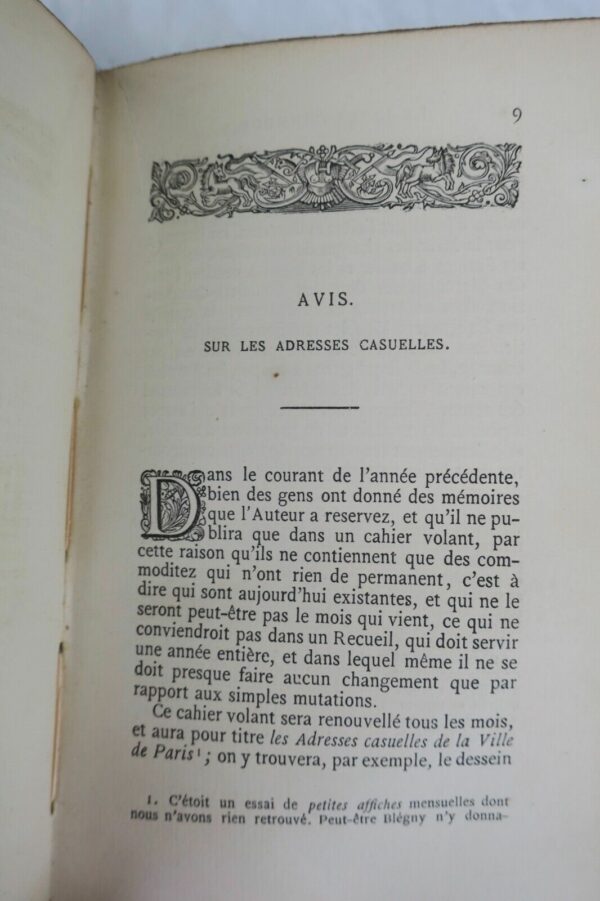 9
AVIS.
SUR LES ADRESSES CASUELLES.
Dans le courant de l'année précédente,
bien des gens ont donné des mémoires
que l'Auteur a reservez, et qu'il ne pu-
blira que dans un cahier volant, par
cette raison qu'ils ne contiennent que des com-
moditez qui n'ont rien de permanent, c'est à
dire qui sont aujourd'hui existantes, et qui ne le
seront peut-être pas le mois qui vient, ce qui ne
conviendroit pas dans un Recueil, qui doit servir
une année entière, et dans lequel même il ne se
doit presque faire aucun changement que par
rapport aux simples mutations.
Ce cahier volant sera renouvellé tous les mois,
et aura pour titre les Adresses casuelles de la Ville
de Paris¹; on y trouvera, par exemple, le dessein
1. C'étoit un essai de petites affiches mensuelles dont
nous n'avons rien retrouvé. Peut-être Blégny n'y donna-